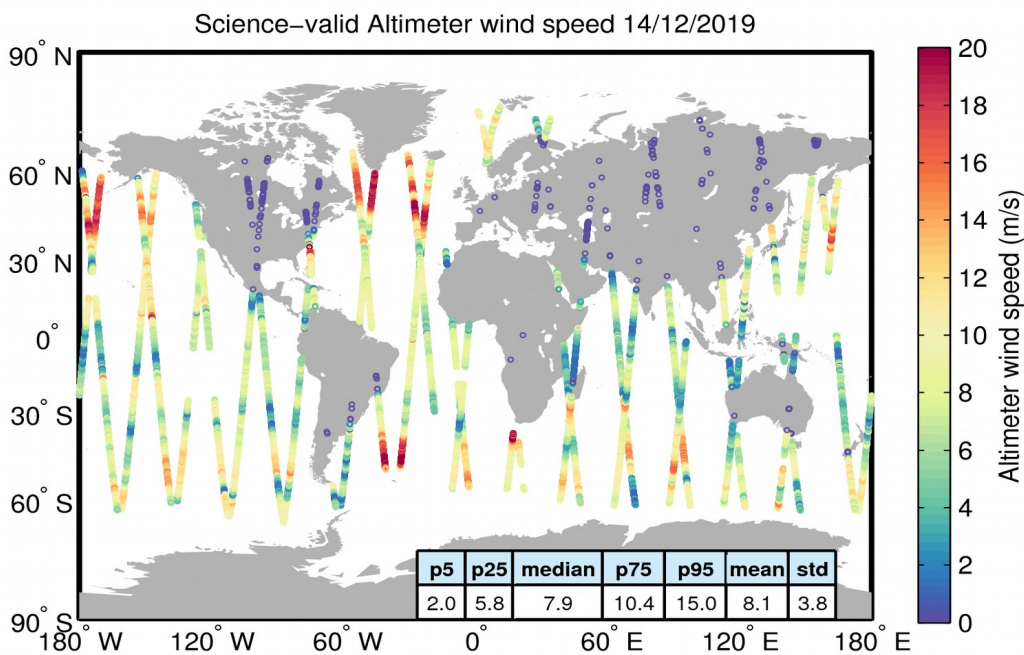 Science−valid Altimeter wind speed 14/12/2019
90° N
60° N
30° N
0°
30° S
60° S
90° S
180° W
120° W
60° W
0°
60° E
120° E
180° E
p5 p25 median p75 p95 mean std
2.0 5.8 7.9 10.4 15.0 8.1 3.8
20
18
16
14
12
10
8
6
4
2
0
Altimeter wind speed (m/s)